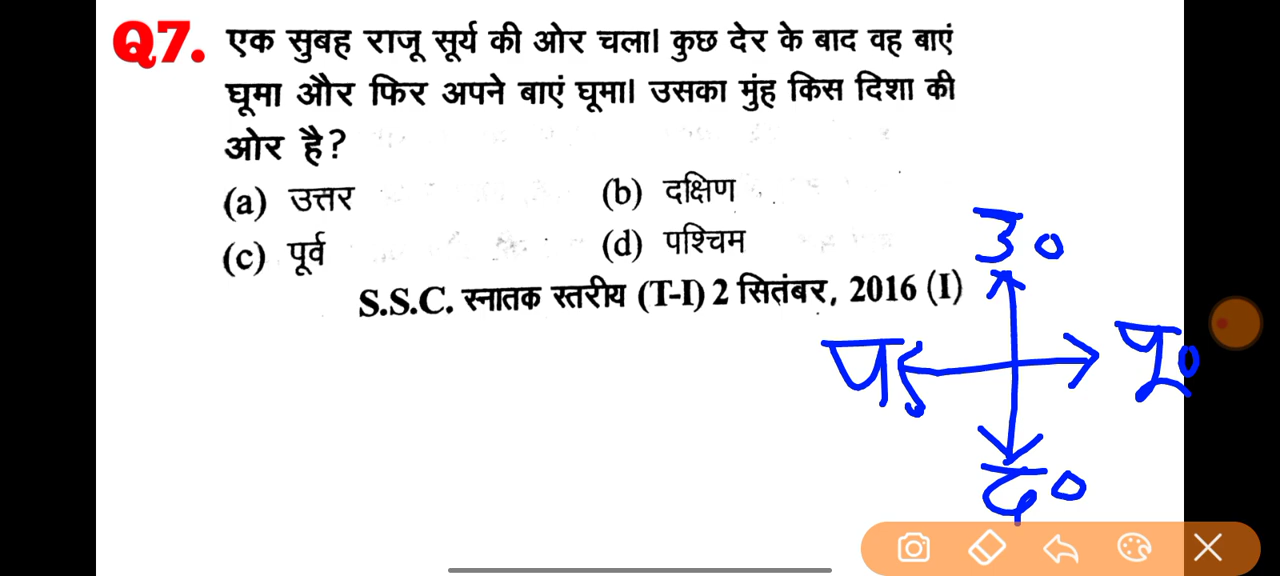 Q7. एक सुबह राजू सूर्य की ओर चला। कुछ देर के बाद वह बाएं
घूमा और फिर अपने बाएं घूमा। उसका मुंह किस दिशा की
ओर है?
(a) उत्तर (b) दक्षिण
(c) पूर्व (d) पश्चिम
S.S.C. स्नातक स्तरीय (T-I) 2 सितंबर, 2016 (I)
उ०
प० पू०
द०